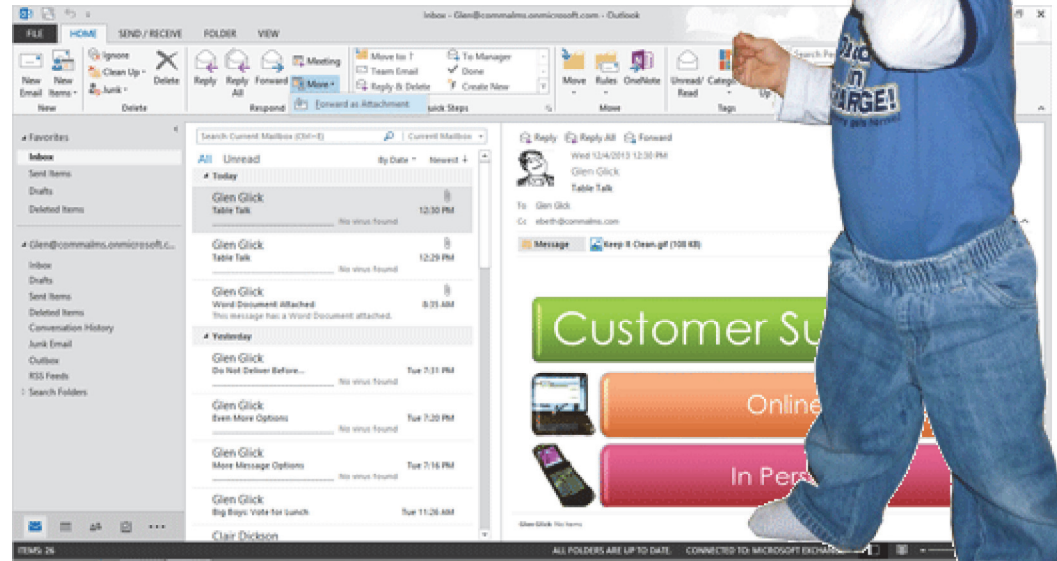 Inbox - Glen@commalms.onmicrosoft.com - Outlook
FILE HOME SEND / RECEIVE FOLDER VIEW
Ignore
Clean Up
Junk
New Email
New Items
Delete
Reply
Reply All
Forward
Meeting
More
Move to: ?
Team Email
Reply & Delete
To Manager
Done
Create New
Move
Rules
OneNote
Unread/ Read
Search Pe
Up
New Delete Respond uick Steps Move Tags
Forward as Attachment
ARGE!
Favorites
Inbox
Sent Items
Drafts
Deleted Items
Glen@commalms.onmicrosoft.c...
Inbox
Drafts
Sent Items
Deleted Items
Conversation History
Junk Email
Outbox
RSS Feeds
Search Folders
Search Current Mailbox (Ctrl+E) Current Mailbox
All Unread By Date Newest
Today
Glen Glick
Table Talk 12:30 PM
No virus found
Glen Glick
Table Talk 12:29 PM
No virus found
Glen Glick
Word Document Attached 8:35 AM
This message has a Word Document attached.
Yesterday
Glen Glick
Do Not Deliver Before... Tue 7:31 PM
No virus found
Glen Glick
Even More Options Tue 7:20 PM
No virus found
Glen Glick
More Message Options Tue 7:16 PM
No virus found
Glen Glick
Big Boys: Vote for Lunch Tue 11:26 AM
Clair Dickson
Reply Reply All Forward
Wed 12/4/2013 12:30 PM
Glen Glick
Table Talk
To Glen Glick
Cc ebeth@commalms.com
Message Keep It Clean.gif (100 KB)
Customer Su
Online
In Pers
Glen Glick No Items
ITEMS: 26
ALL FOLDERS ARE UP TO DATE. CONNECTED TO: MICROSOFT EXCHAN